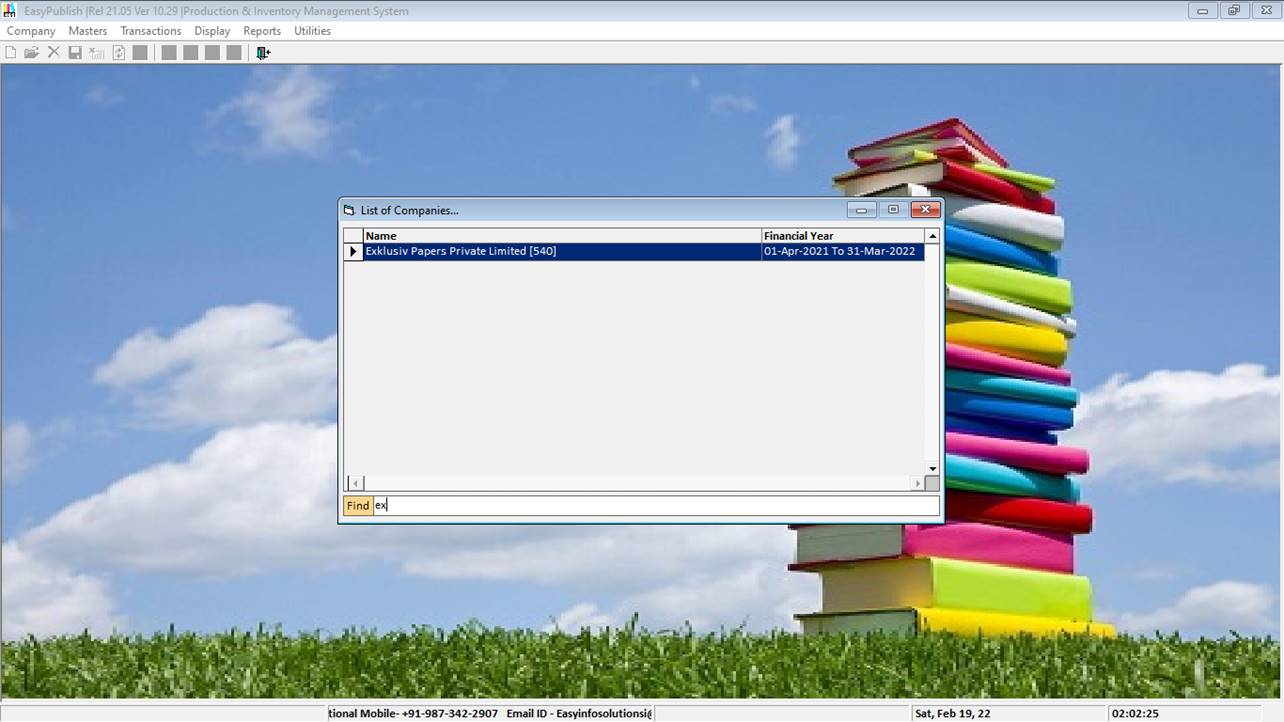 EasyPublish |Rel 21.05 Ver 10.29 |Production & Inventory Management System
Company Masters Transactions Display Reports Utilities
List of Companies...
Name Financial Year
Exklusiv Papers Private Limited [540] 01-Apr-2021 To 31-Mar-2022
Find ex
tional Mobile- +91-987-342-2907 Email ID - Easyinfosolutionsi@ Sat, Feb 19, 22 02:02:25